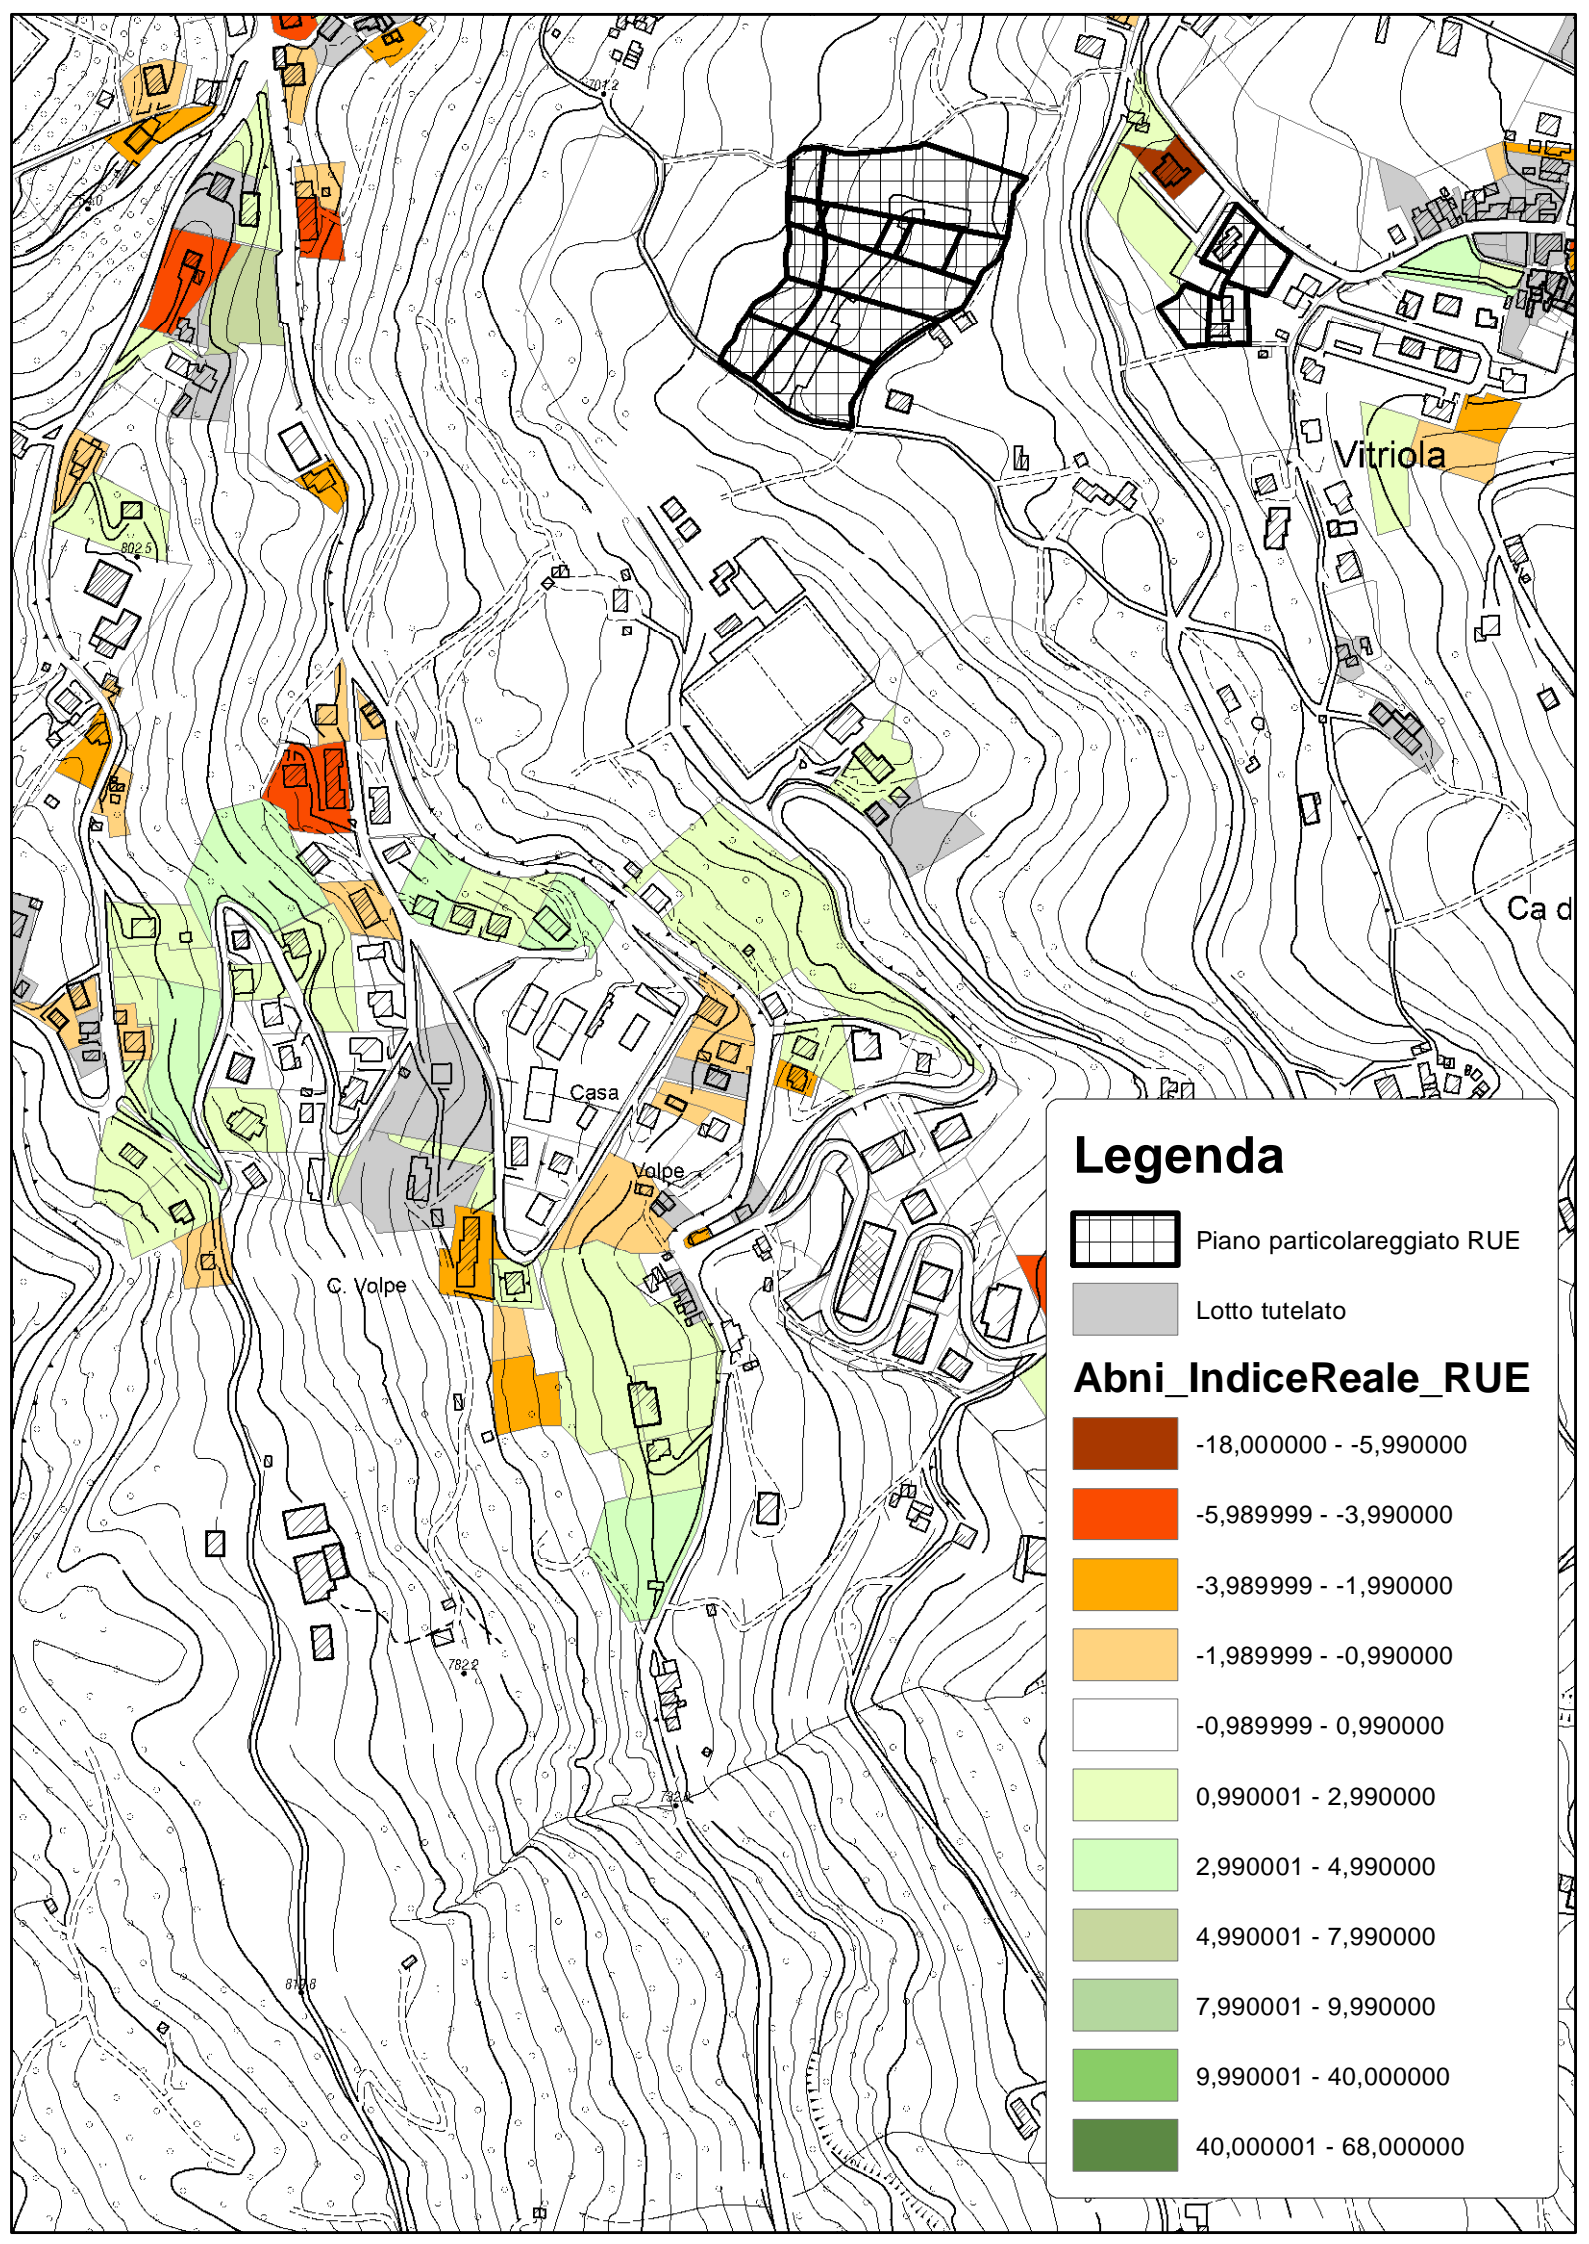 701.2
Vitriola
802.5
Ca d
Casa
Volpe
C. Volpe
782.2
Legenda
Piano particolareggiato RUE
Lotto tutelato
Abni_IndiceReale_RUE
-18,000000 - -5,990000
-5,989999 - -3,990000
-3,989999 - -1,990000
-1,989999 - -0,990000
-0,989999 - 0,990000
0,990001 - 2,990000
2,990001 - 4,990000
4,990001 - 7,990000
7,990001 - 9,990000
9,990001 - 40,000000
40,000001 - 68,000000